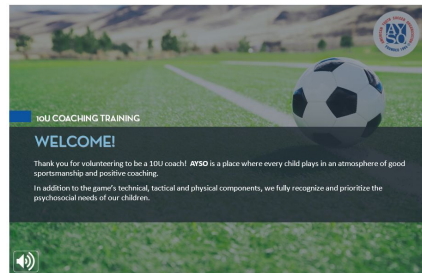 AYSO
10U COACHING TRAINING
WELCOME!
Thank you for volunteering to be a 10U coach! AYSO is a place where every child plays in an atmosphere of good
sportsmanship and positive coaching.
In addition to the game's technical, tactical and physical components, we fully recognize and prioritize the
psychosocial needs of our children.